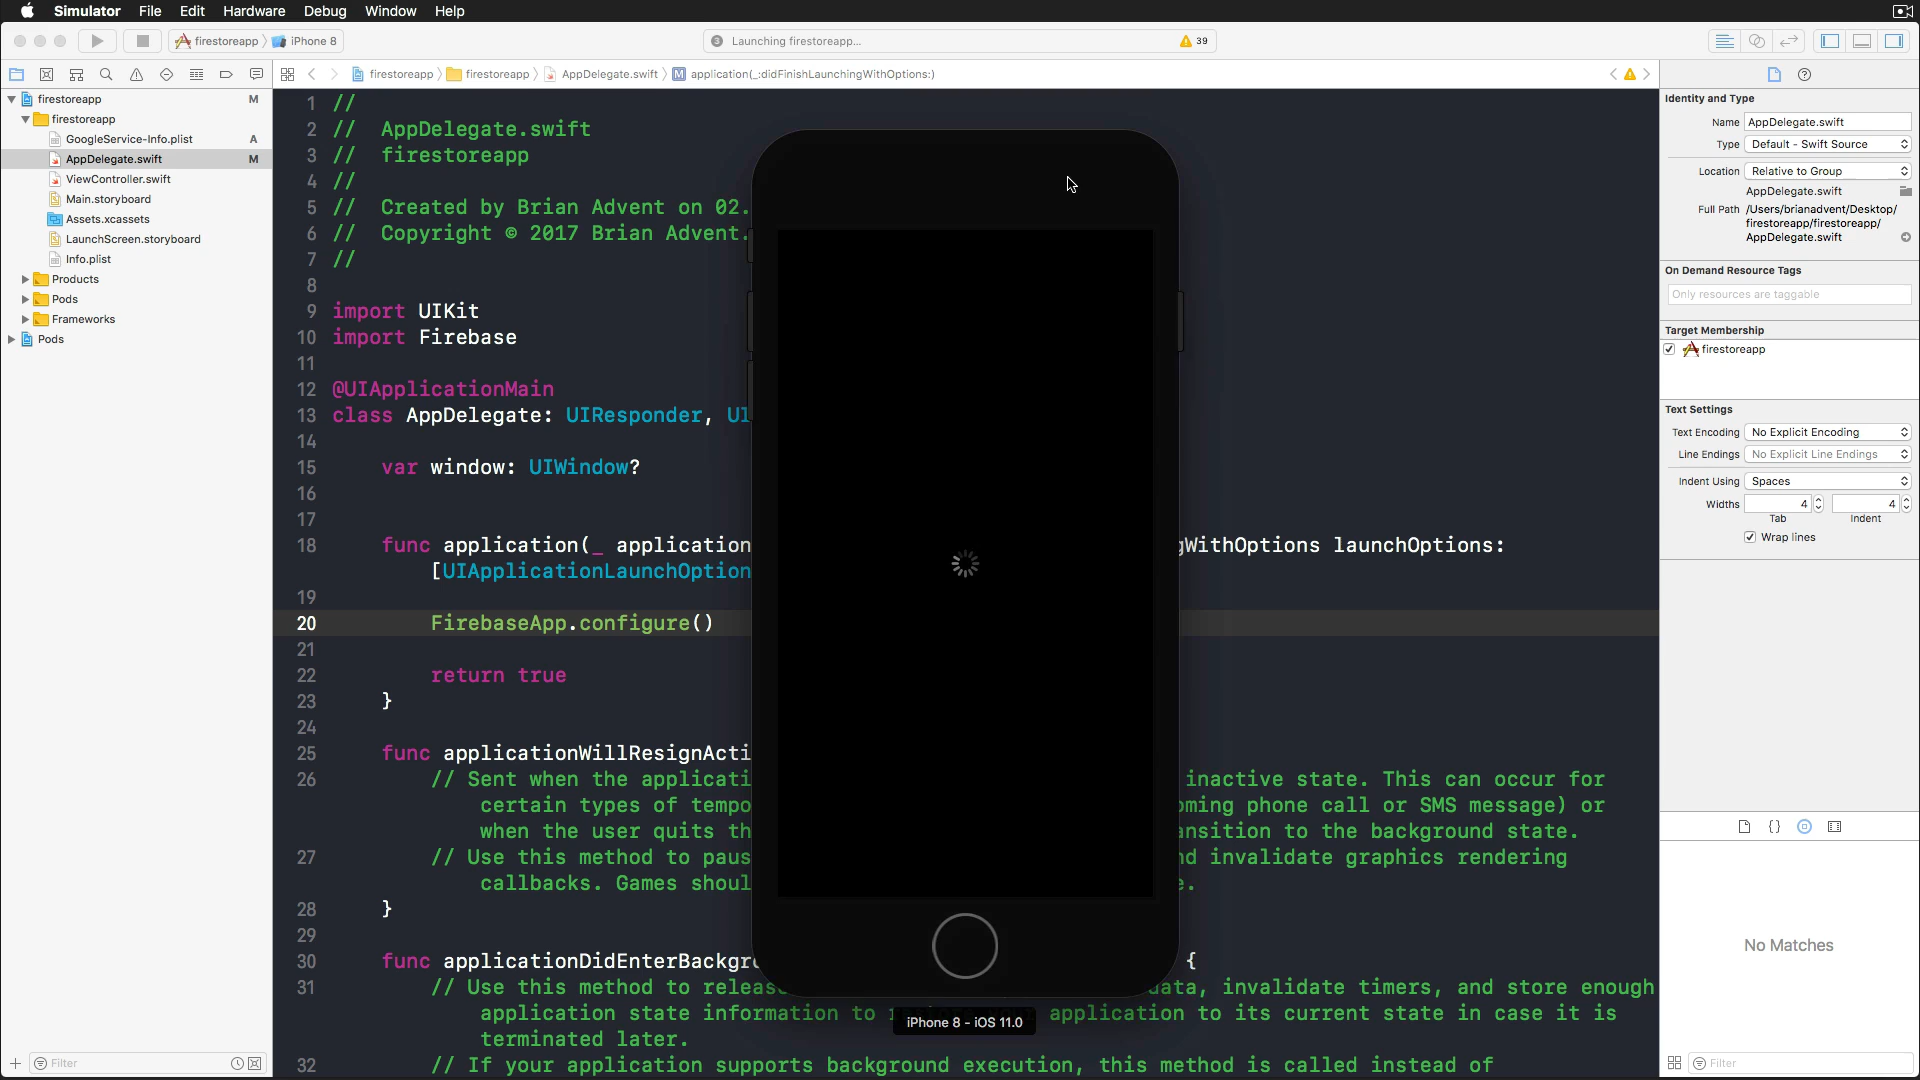 Simulator File Edit Hardware Debug Window Help
firestoreapp iPhone 8
3 Launching firestoreapp... 39
firestoreapp firestoreapp AppDelegate.swift M application(_:didFinishLaunchingWithOptions:)
firestoreapp M
firestoreapp
GoogleService-Info.plist A
AppDelegate.swift M
ViewController.swift
Main.storyboard
Assets.xcassets
LaunchScreen.storyboard
Info.plist
Products
Pods
Frameworks
Pods
Filter
1 //
2 // AppDelegate.swift
3 // firestoreapp
4 //
5 // Created by Brian Advent on 02.
6 // Copyright © 2017 Brian Advent.
7 //
8
9 import UIKit
10 import Firebase
11
12 @UIApplicationMain
13 class AppDelegate: UIResponder, UI
14
15 var window: UIWindow?
16
17
18 func application(_ application gWithOptions launchOptions:
[UIApplicationLaunchOption
19
20 FirebaseApp.configure()
21
22 return true
23 }
24
25 func applicationWillResignActi
26 // Sent when the applicati inactive state. This can occur for
certain types of tempo oming phone call or SMS message) or
when the user quits th ansition to the background state.
27 // Use this method to paus nd invalidate graphics rendering
callbacks. Games shoul e.
28 }
29
30 func applicationDidEnterBackgr {
31 // Use this method to releas data, invalidate timers, and store enough
application state information to application to its current state in case it is
terminated later.
32 // If your application supports background execution, this method is called instead of
iPhone 8 - iOS 11.0
Identity and Type
Name AppDelegate.swift
Type Default - Swift Source
Location Relative to Group
AppDelegate.swift
Full Path /Users/brianadvent/Desktop/
firestoreapp/firestoreapp/
AppDelegate.swift
On Demand Resource Tags
Only resources are taggable
Target Membership
firestoreapp
Text Settings
Text Encoding No Explicit Encoding
Line Endings No Explicit Line Endings
Indent Using Spaces
Widths 4 4
Tab Indent
Wrap lines
{}
No Matches
Filter